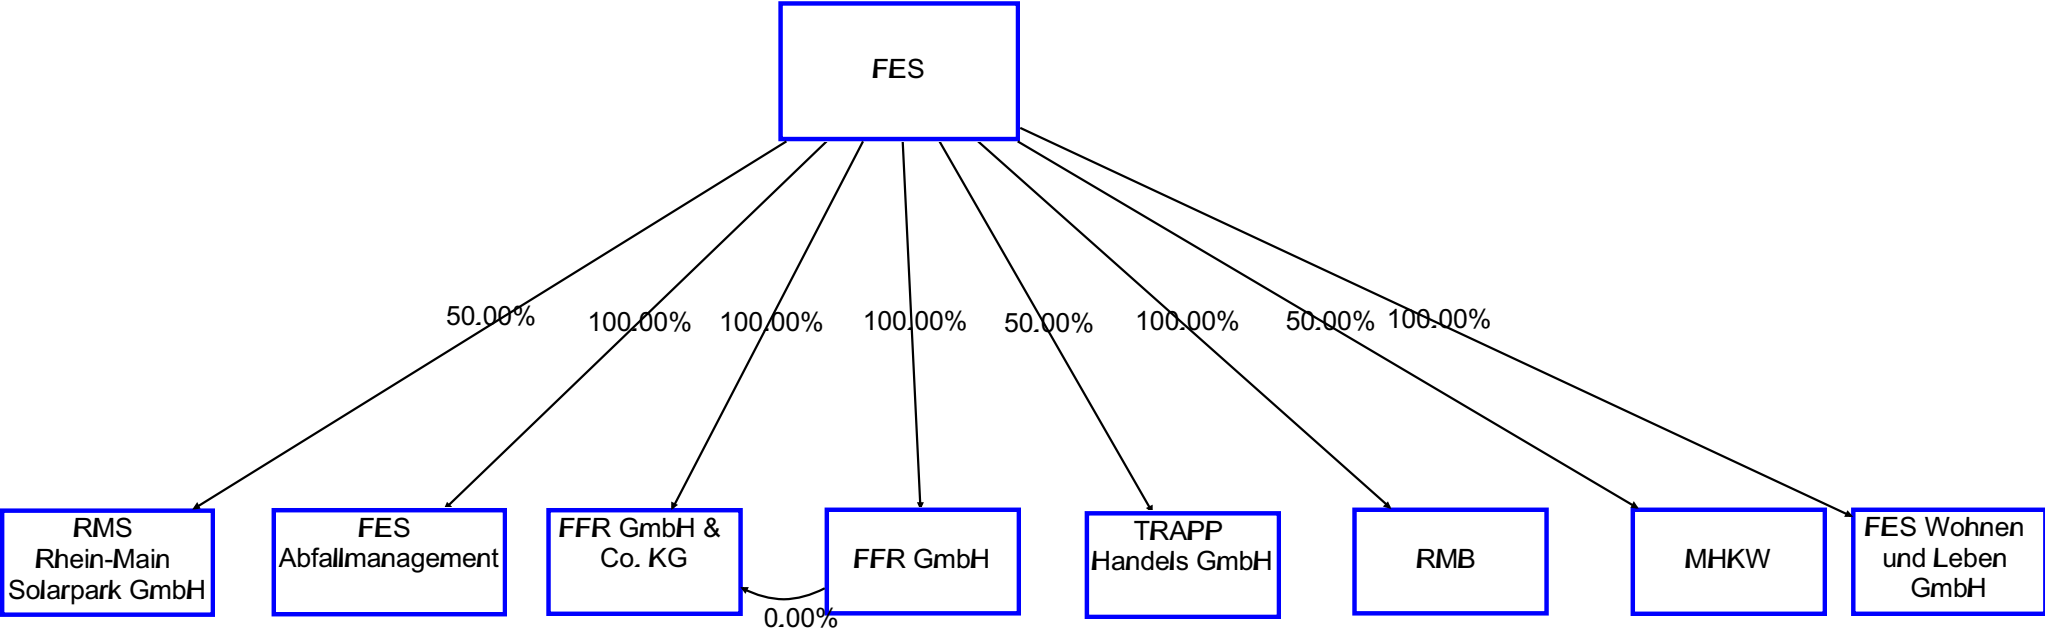 FES
50.00%
100.00%
100.00%
100.00%
50.00%
100.00%
50.00%
100.00%
RMS
Rhein-Main
Solarpark GmbH
FES
Abfallmanagement
FFR GmbH &
Co. KG
FFR GmbH
TRAPP
Handels GmbH
RMB
MHKW
FES Wohnen
und Leben
GmbH
0.00%